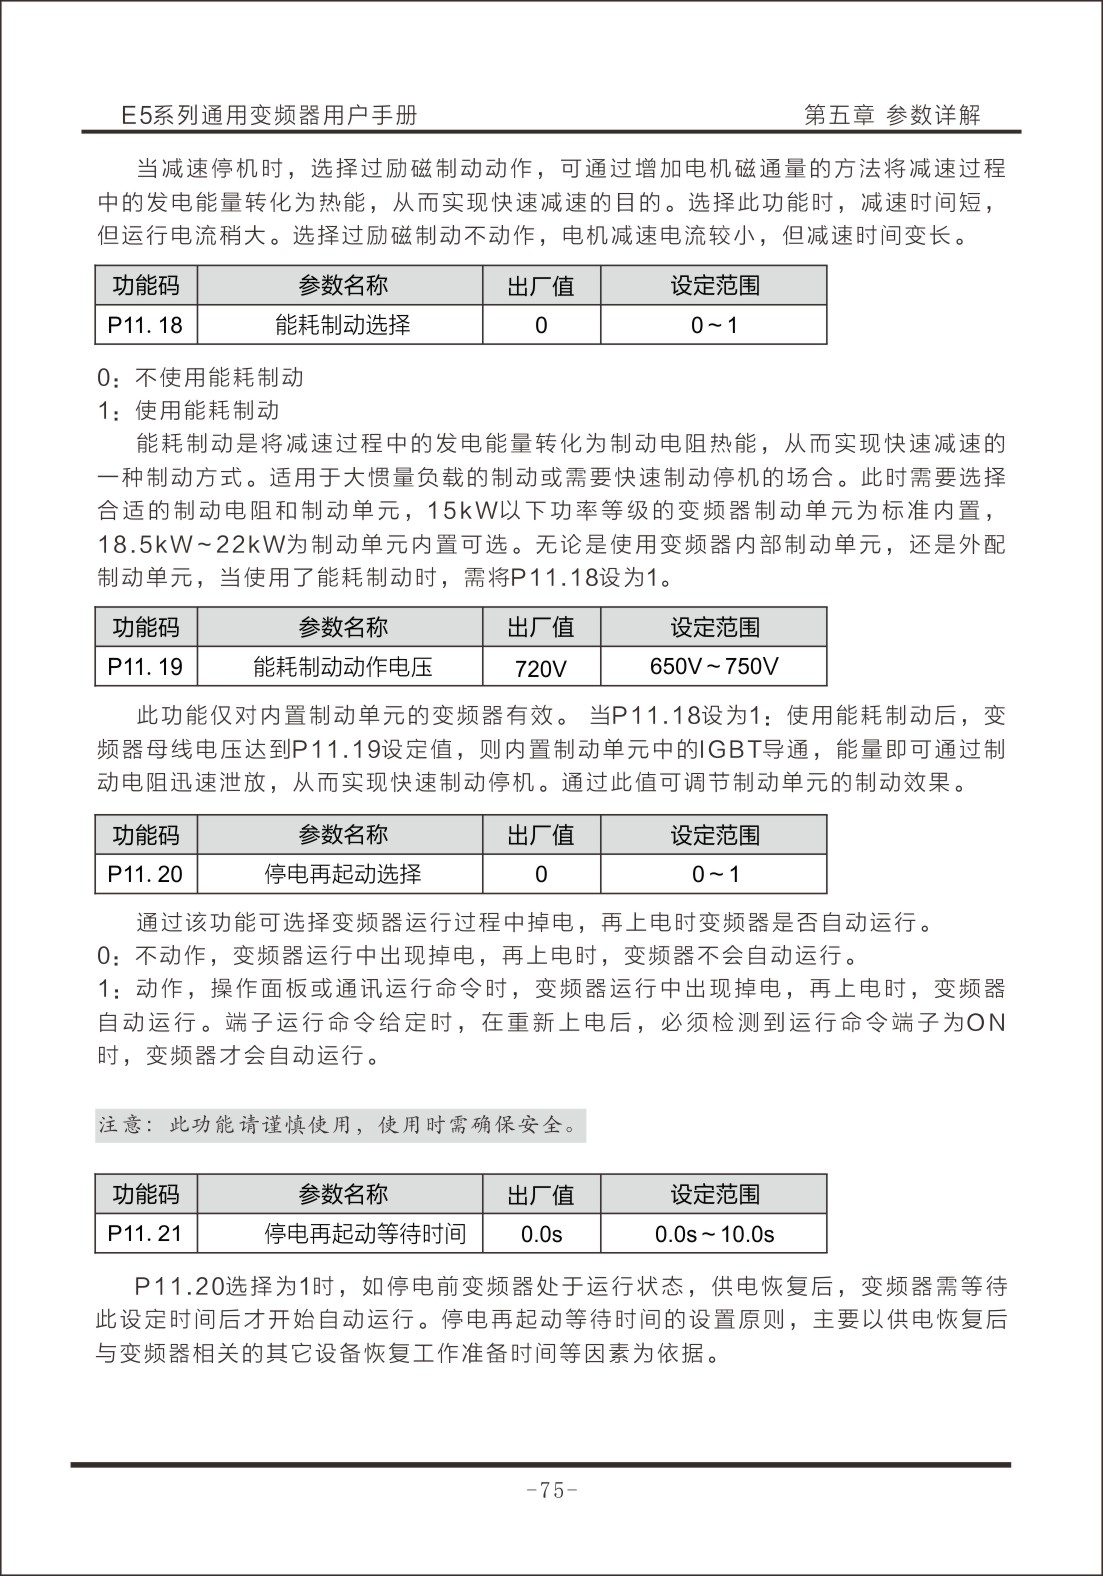 E5系列通用变频器用户手册 第五章 参数详解
当减速停机时，选择过励磁制动动作，可通过增加电机磁通量的方法将减速过程
中的发电能量转化为热能，从而实现快速减速的目的。选择此功能时，减速时间短，
但运行电流稍大。选择过励磁制动不动作，电机减速电流较小，但减速时间变长。
功能码 参数名称 出厂值 设定范围
P11. 18 能耗制动选择 0 0～1
0：不使用能耗制动
1：使用能耗制动
能耗制动是将减速过程中的发电能量转化为制动电阻热能，从而实现快速减速的
一种制动方式。适用于大惯量负载的制动或需要快速制动停机的场合。此时需要选择
合适的制动电阻和制动单元，15kW以下功率等级的变频器制动单元为标准内置，
18.5kW～22kW为制动单元内置可选。无论是使用变频器内部制动单元，还是外配
制动单元，当使用了能耗制动时，需将P11.18设为1。
功能码 参数名称 出厂值 设定范围
P11. 19 能耗制动动作电压 720V 650V～750V
此功能仅对内置制动单元的变频器有效。 当P11.18设为1：使用能耗制动后，变
频器母线电压达到P11.19设定值，则内置制动单元中的IGBT导通，能量即可通过制
动电阻迅速泄放，从而实现快速制动停机。通过此值可调节制动单元的制动效果。
功能码 参数名称 出厂值 设定范围
P11. 20 停电再起动选择 0 0～1
通过该功能可选择变频器运行过程中掉电，再上电时变频器是否自动运行。
0：不动作，变频器运行中出现掉电，再上电时，变频器不会自动运行。
1：动作，操作面板或通讯运行命令时，变频器运行中出现掉电，再上电时，变频器
自动运行。端子运行命令给定时，在重新上电后，必须检测到运行命令端子为ON
时，变频器才会自动运行。
注意：此功能请谨慎使用，使用时需确保安全。
功能码 参数名称 出厂值 设定范围
P11. 21 停电再起动等待时间 0.0s 0.0s～10.0s
P11.20选择为1时，如停电前变频器处于运行状态，供电恢复后，变频器需等待
此设定时间后才开始自动运行。停电再起动等待时间的设置原则，主要以供电恢复后
与变频器相关的其它设备恢复工作准备时间等因素为依据。
-75-